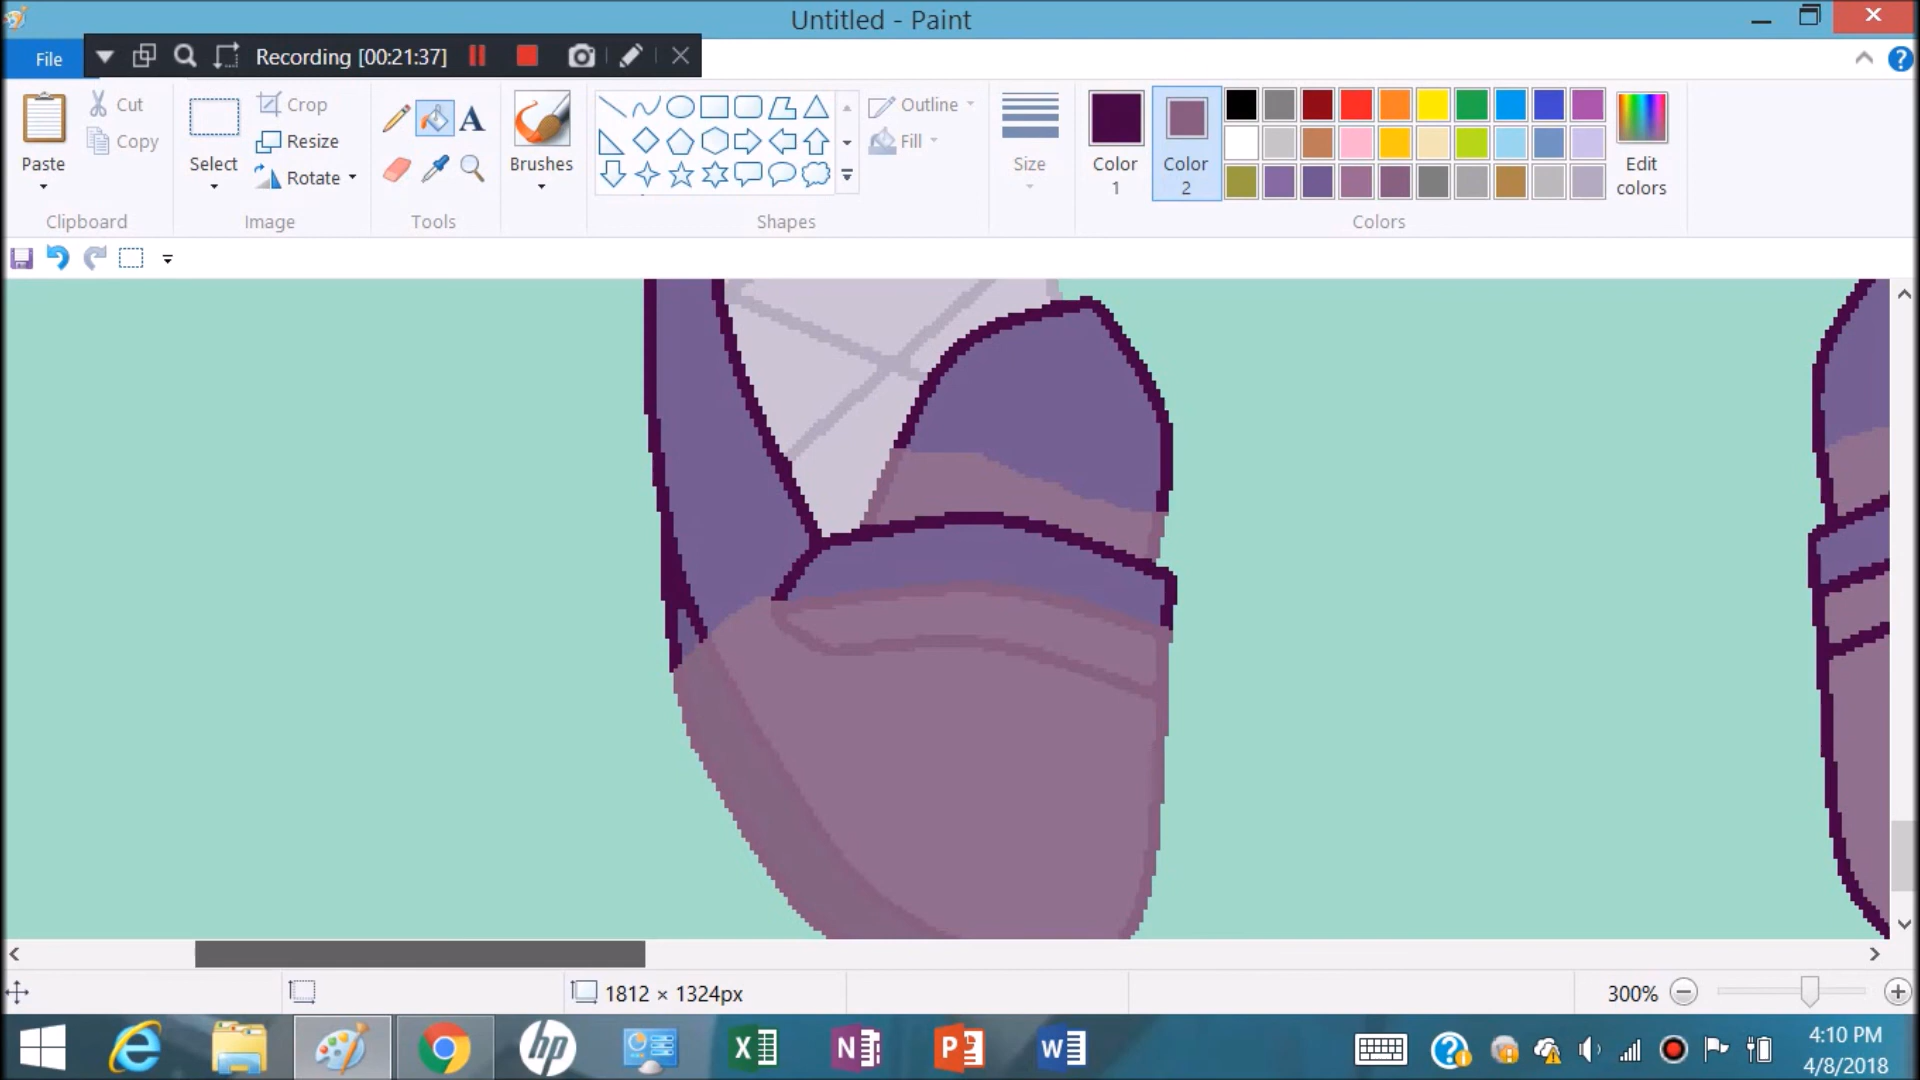 Untitled - Paint
File
Recording [00:21:37]
Paste
Cut
Copy
Clipboard
Select
Crop
Resize
Rotate
Image
A
Tools
Brushes
Outline
Fill
Shapes
Size
Color 1
Color 2
Edit colors
Colors
1812 × 1324px
300%
hp
X
N
P
W
4:10 PM
4/8/2018